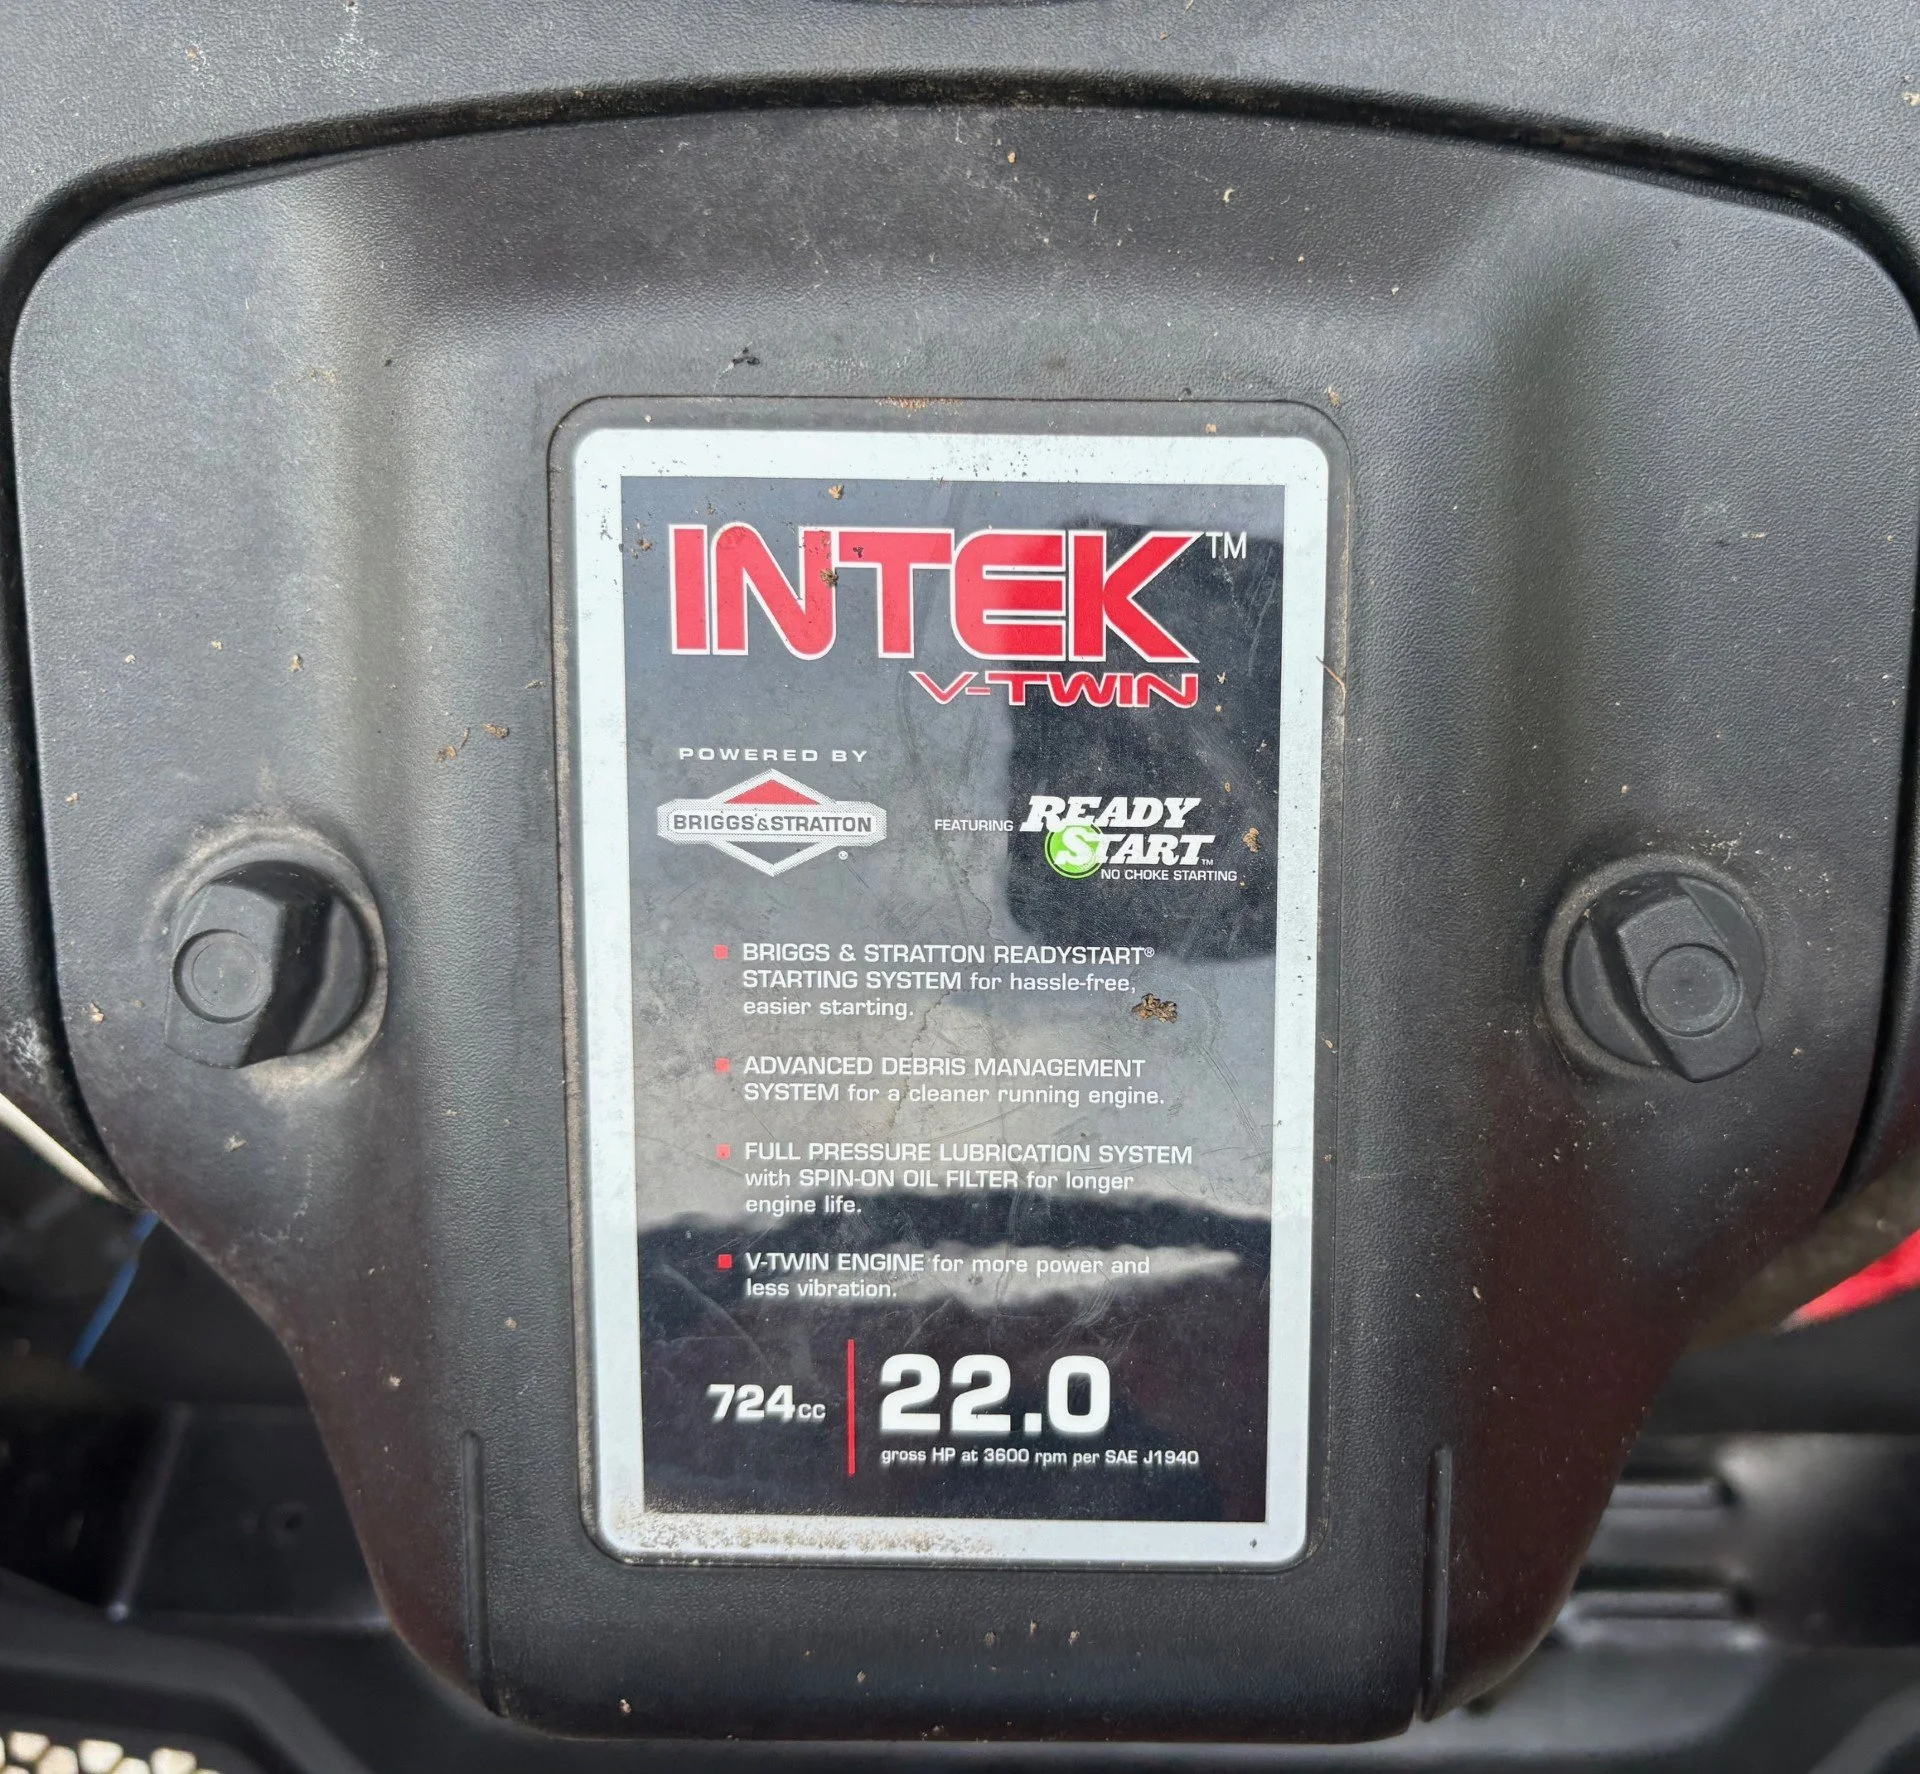 INTEK™
V-TWIN
POWERED BY
BRIGGS&STRATTON®
FEATURING READY
START™
NO CHOKE STARTING
BRIGGS & STRATTON READYSTART®
STARTING SYSTEM for hassle-free,
easier starting.
ADVANCED DEBRIS MANAGEMENT
SYSTEM for a cleaner running engine.
FULL PRESSURE LUBRICATION SYSTEM
with SPIN-ON OIL FILTER for longer
engine life.
V-TWIN ENGINE for more power and
less vibration.
724cc
22.0
gross HP at 3600 rpm per SAE J1940